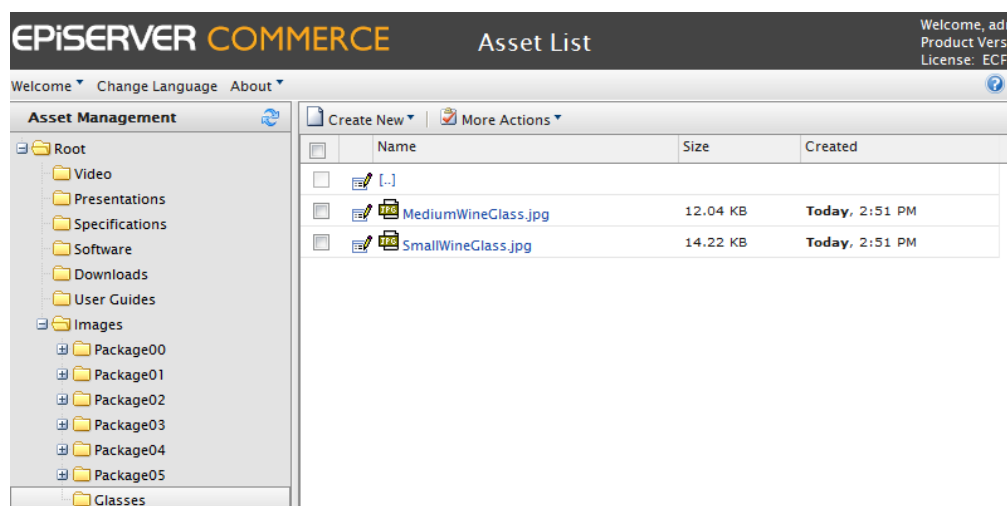 EPiSERVER COMMERCE
Asset List
Welcome, adı
Product Vers
License: ECF
Welcome Change Language About
Asset Management
Create New | More Actions
Name Size Created
Root
Video
Presentations
Specifications
Software
Downloads
User Guides
Images
Package00
Package01
Package02
Package03
Package04
Package05
Glasses
[..]
MediumWineGlass.jpg 12.04 KB Today, 2:51 PM
SmallWineGlass.jpg 14.22 KB Today, 2:51 PM